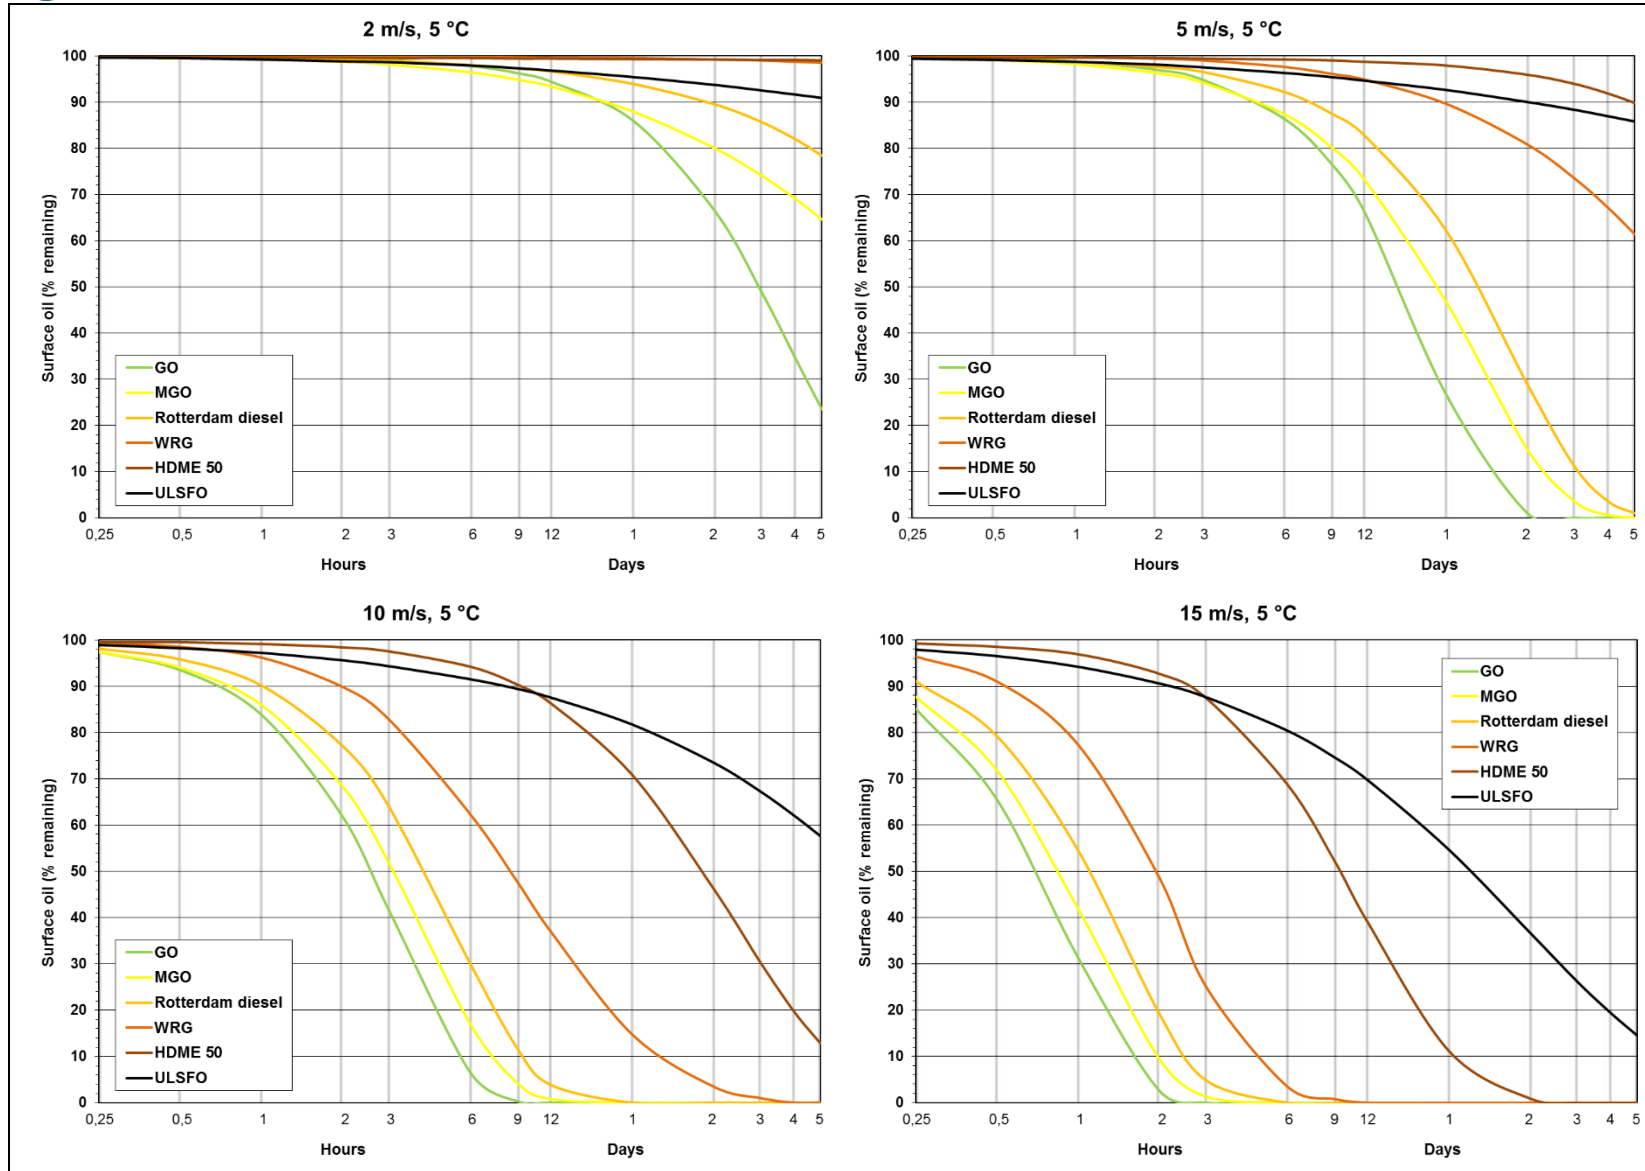 2 m/s, 5 °C
100
90
80
70
60
50
40
30
20
10
0
Surface oil (% remaining)
GO
MGO
Rotterdam diesel
WRG
HDME 50
ULSFO
0,25 0,5 1 2 3 6 9 12 1 2 3 4 5
Hours Days
5 m/s, 5 °C
100
90
80
70
60
50
40
30
20
10
0
Surface oil (% remaining)
GO
MGO
Rotterdam diesel
WRG
HDME 50
ULSFO
0,25 0,5 1 2 3 6 9 12 1 2 3 4 5
Hours Days
10 m/s, 5 °C
100
90
80
70
60
50
40
30
20
10
0
Surface oil (% remaining)
GO
MGO
Rotterdam diesel
WRG
HDME 50
ULSFO
0,25 0,5 1 2 3 6 9 12 1 2 3 4 5
Hours Days
15 m/s, 5 °C
100
90
80
70
60
50
40
30
20
10
0
Surface oil (% remaining)
GO
MGO
Rotterdam diesel
WRG
HDME 50
ULSFO
0,25 0,5 1 2 3 6 9 12 1 2 3 4 5
Hours Days